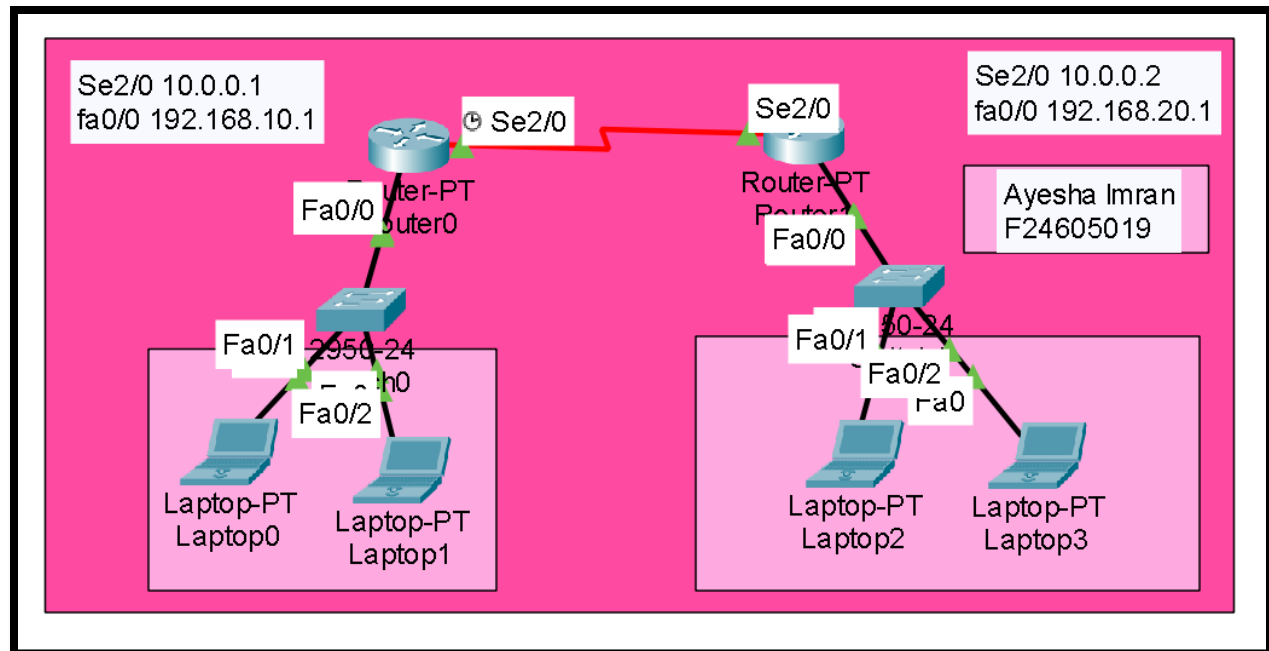 Se2/0 10.0.0.1
fa0/0 192.168.10.1
Se2/0 10.0.0.2
fa0/0 192.168.20.1
Se2/0
Se2/0
Router-PT
Ayesha Imran
F24605019
Fa0/0
Fa0/0
Fa0/1
Fa0/2
Fa0/1
Fa0/2
Fa0
Laptop-PT
Laptop0
Laptop-PT
Laptop1
Laptop-PT
Laptop2
Laptop-PT
Laptop3